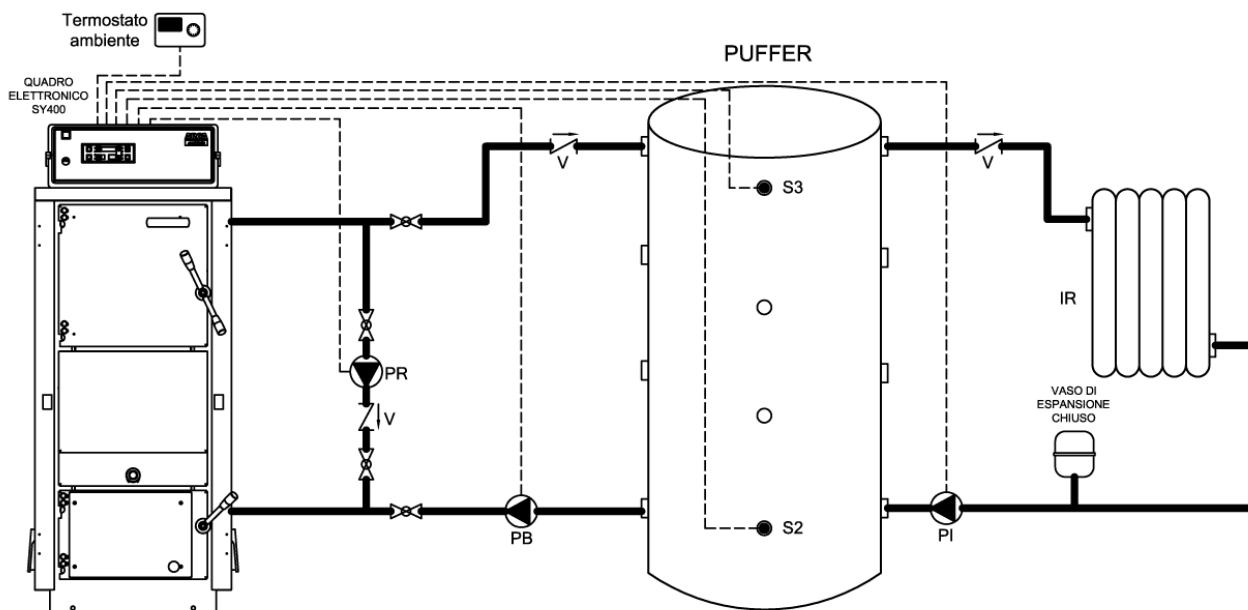 Termostato
ambiente
QUADRO
ELETTRONICO
SY400
PUFFER
V
V
S3
IR
PR
V
VASO DI
ESPANSIONE
CHIUSO
PB
S2
PI